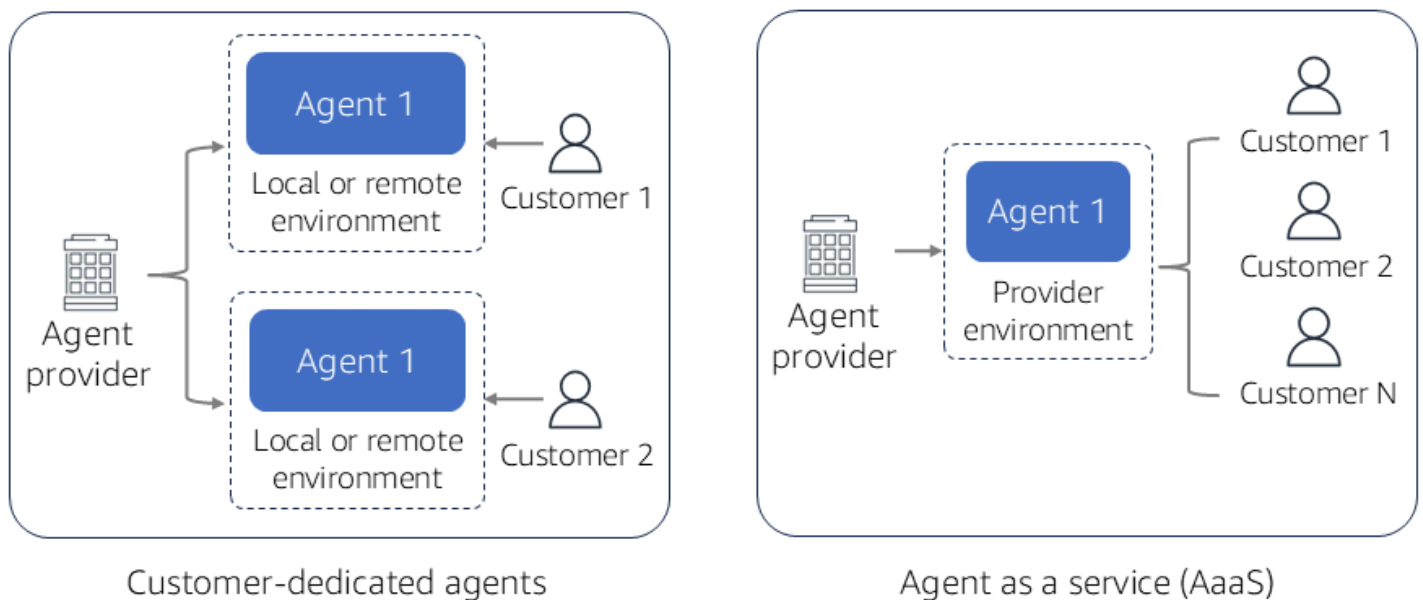 Agent 1
Local or remote
environment
Customer 1
Agent
provider
Agent 1
Local or remote
environment
Customer 2
Customer-dedicated agents
Agent
provider
Agent 1
Provider
environment
Customer 1
Customer 2
Customer N
Agent as a service (AaaS)